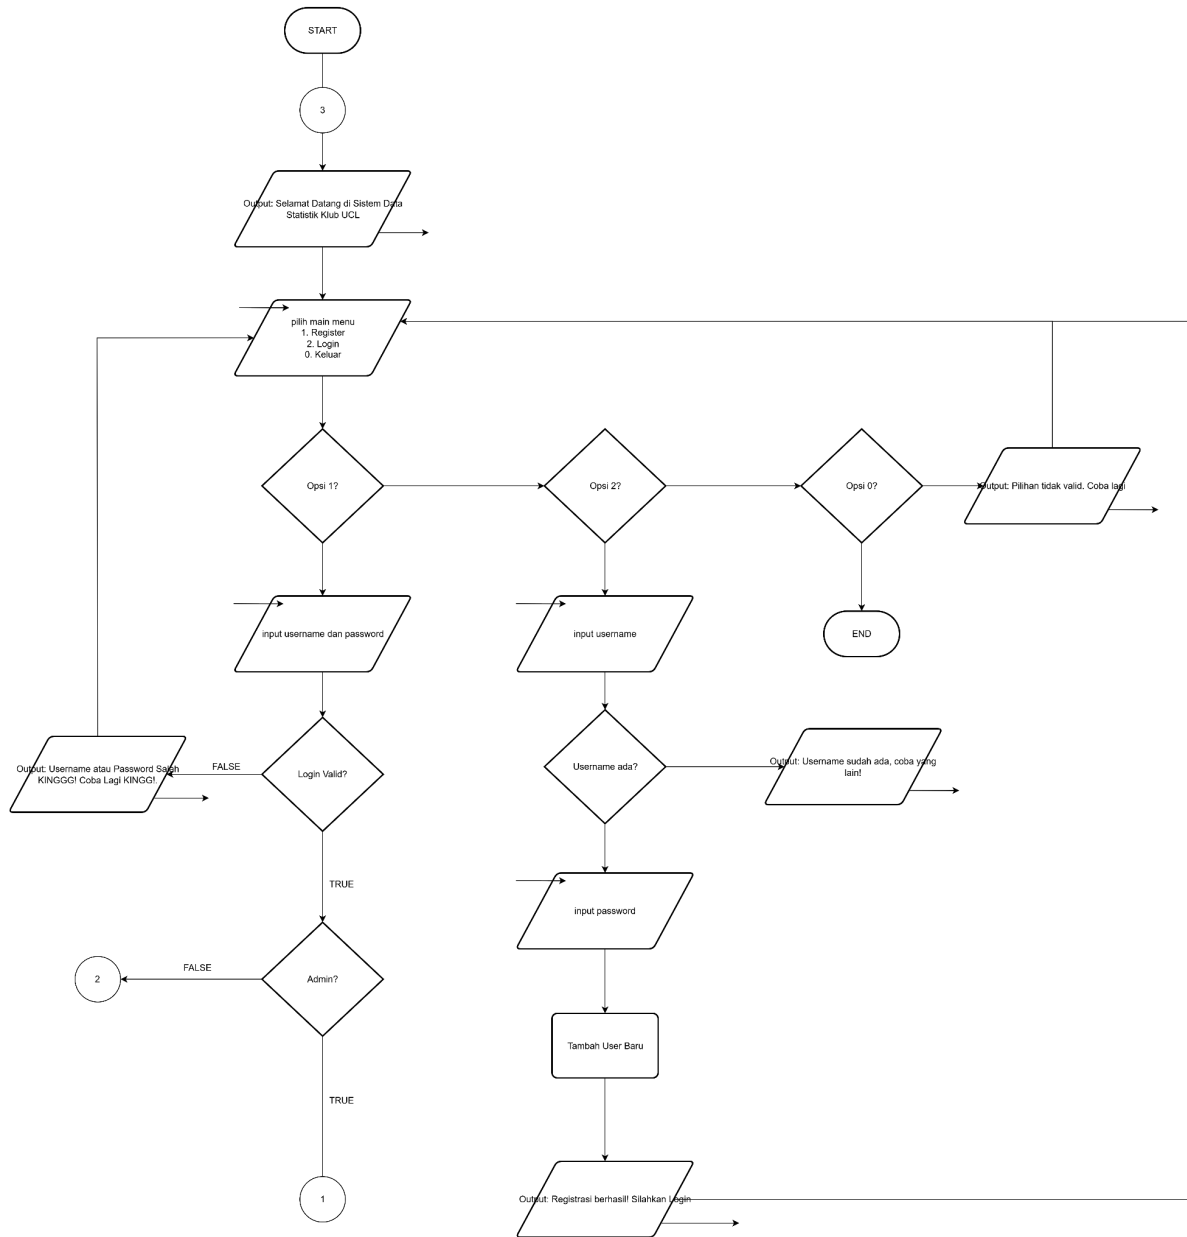 START
3
Output: Selamat Datang di Sistem Data
Statistik Klub UCL
pilih main menu
1. Register
2. Login
0. Keluar
Opsi 1?
Opsi 2?
Opsi 0?
Output: Pilihan tidak valid. Coba lagi
input username dan password
input username
END
Output: Username atau Password Salah
KINGGG! Coba Lagi KINGG!.
FALSE
Login Valid?
Username ada?
Output: Username sudah ada, coba yang
lain!
TRUE
input password
2
FALSE
Admin?
Tambah User Baru
TRUE
1
Output: Registrasi berhasil! Silahkan Login